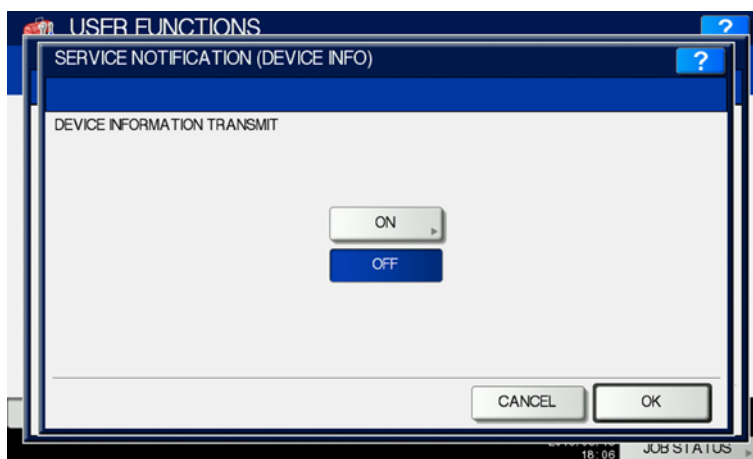 USER FUNCTIONS
?
SERVICE NOTIFICATION (DEVICE INFO)
?
DEVICE INFORMATION TRANSMIT
ON
OFF
CANCEL
OK
18:06
JOB STATUS